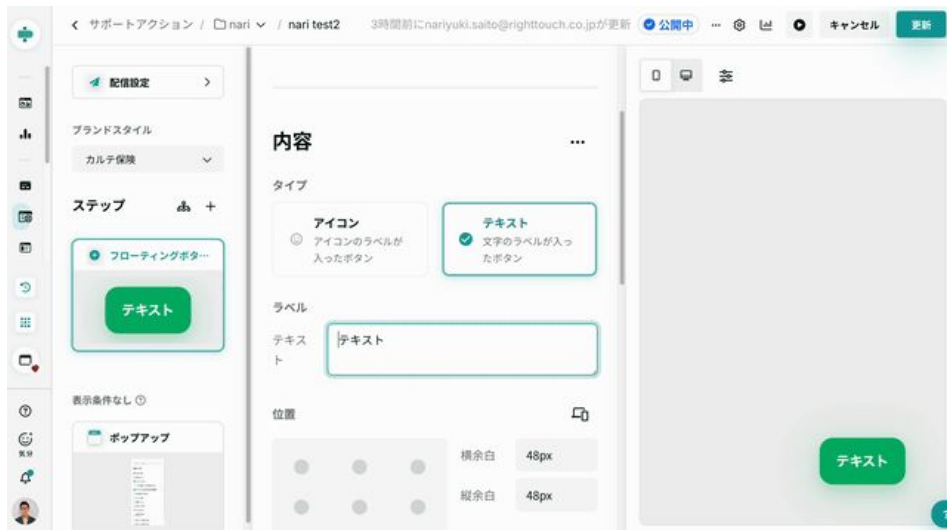 サポートアクション / nari / nari test2
3時間前にnariyuki.saito@righttouch.co.jpが更新
公開中
キャンセル
更新
配信設定
ブランドスタイル
カルテ保険
ステップ
フローティングボタ…
テキスト
表示条件なし
ポップアップ
気分
内容
タイプ
アイコン
アイコンのラベルが
入ったボタン
テキスト
文字のラベルが入っ
たボタン
ラベル
テキス
ト
テキスト
位置
横余白
48px
縦余白
48px
テキスト